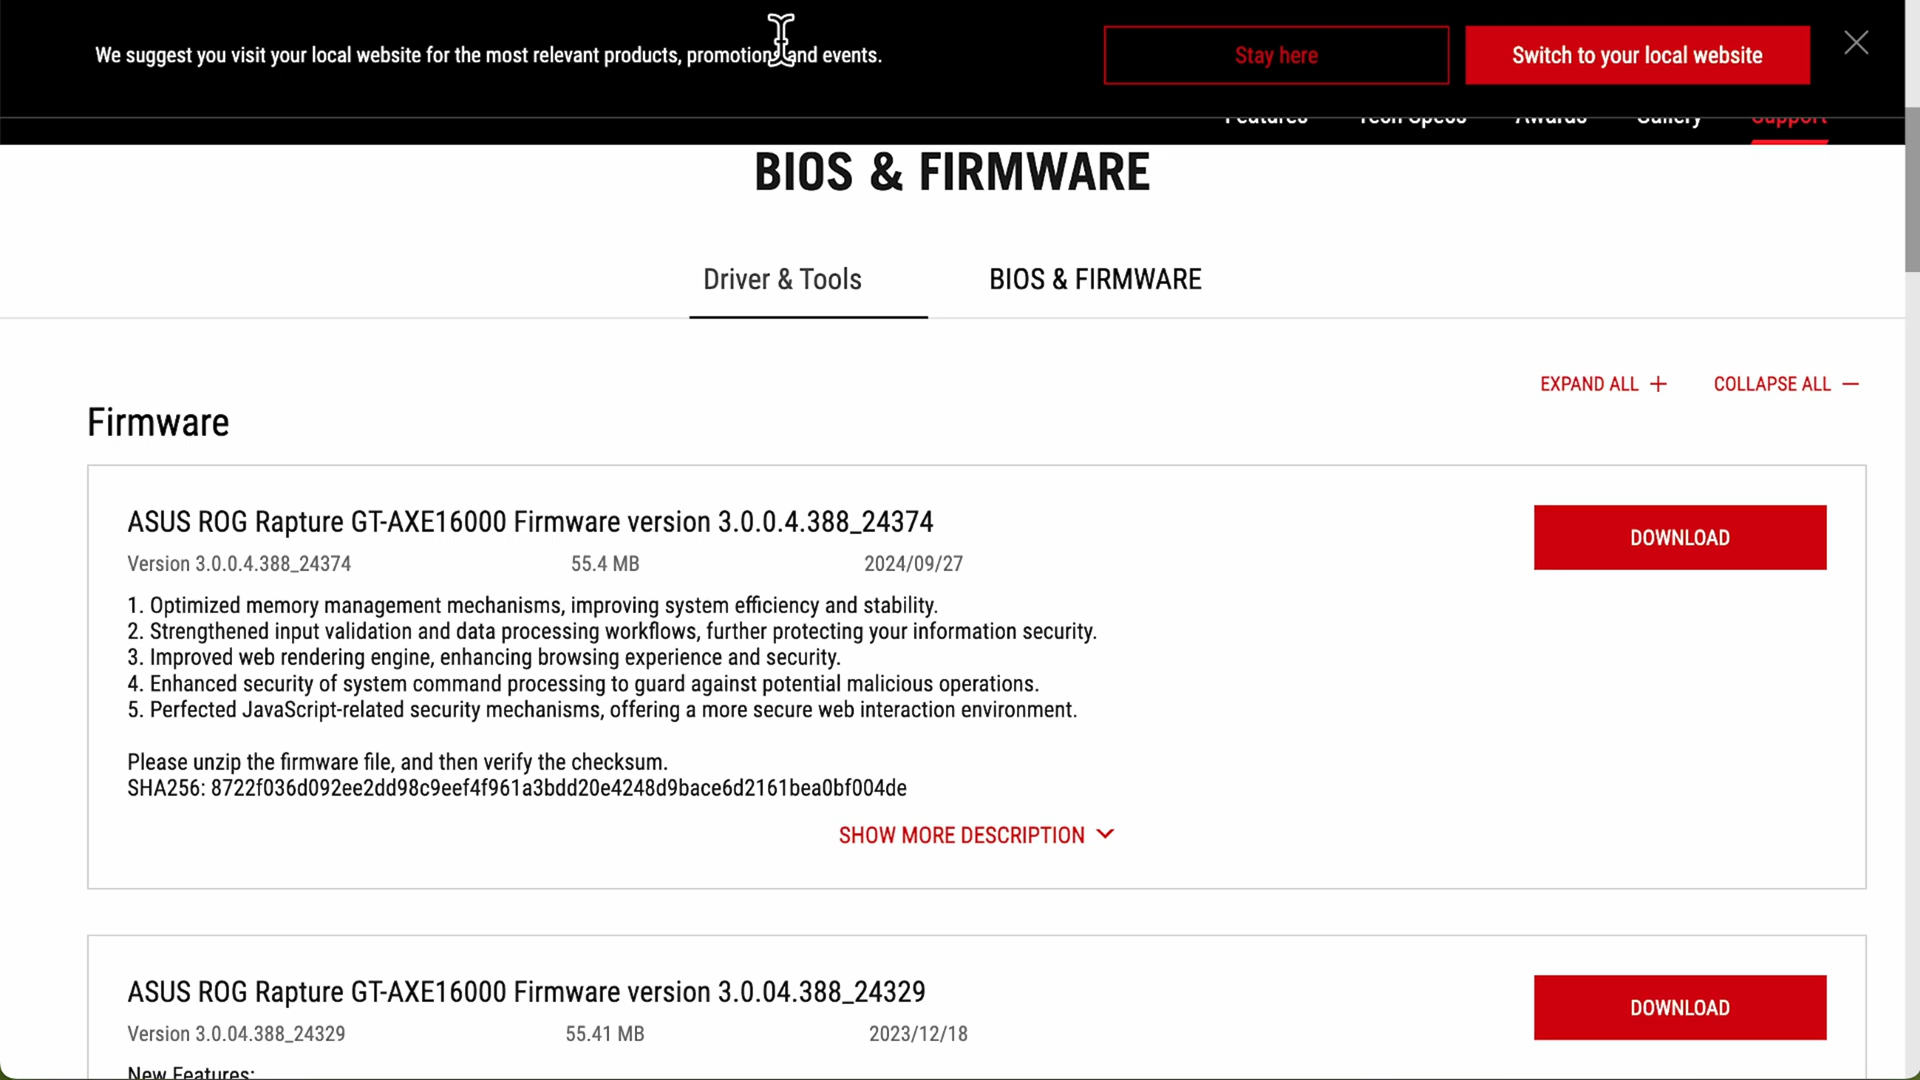 We suggest you visit your local website for the most relevant products, promotions and events.
Stay here
Switch to your local website
Features
Tech Specs
Awards
Gallery
Support
BIOS & FIRMWARE
Driver & Tools
BIOS & FIRMWARE
EXPAND ALL
COLLAPSE ALL
Firmware
ASUS ROG Rapture GT-AXE16000 Firmware version 3.0.0.4.388_24374
DOWNLOAD
Version 3.0.0.4.388_24374
55.4 MB
2024/09/27
1. Optimized memory management mechanisms, improving system efficiency and stability.
2. Strengthened input validation and data processing workflows, further protecting your information security.
3. Improved web rendering engine, enhancing browsing experience and security.
4. Enhanced security of system command processing to guard against potential malicious operations.
5. Perfected JavaScript-related security mechanisms, offering a more secure web interaction environment.
Please unzip the firmware file, and then verify the checksum.
SHA256: 8722f036d092ee2dd98c9eef4f961a3bdd20e4248d9bace6d2161bea0bf004de
SHOW MORE DESCRIPTION
ASUS ROG Rapture GT-AXE16000 Firmware version 3.0.04.388_24329
DOWNLOAD
Version 3.0.04.388_24329
55.41 MB
2023/12/18
New Features: